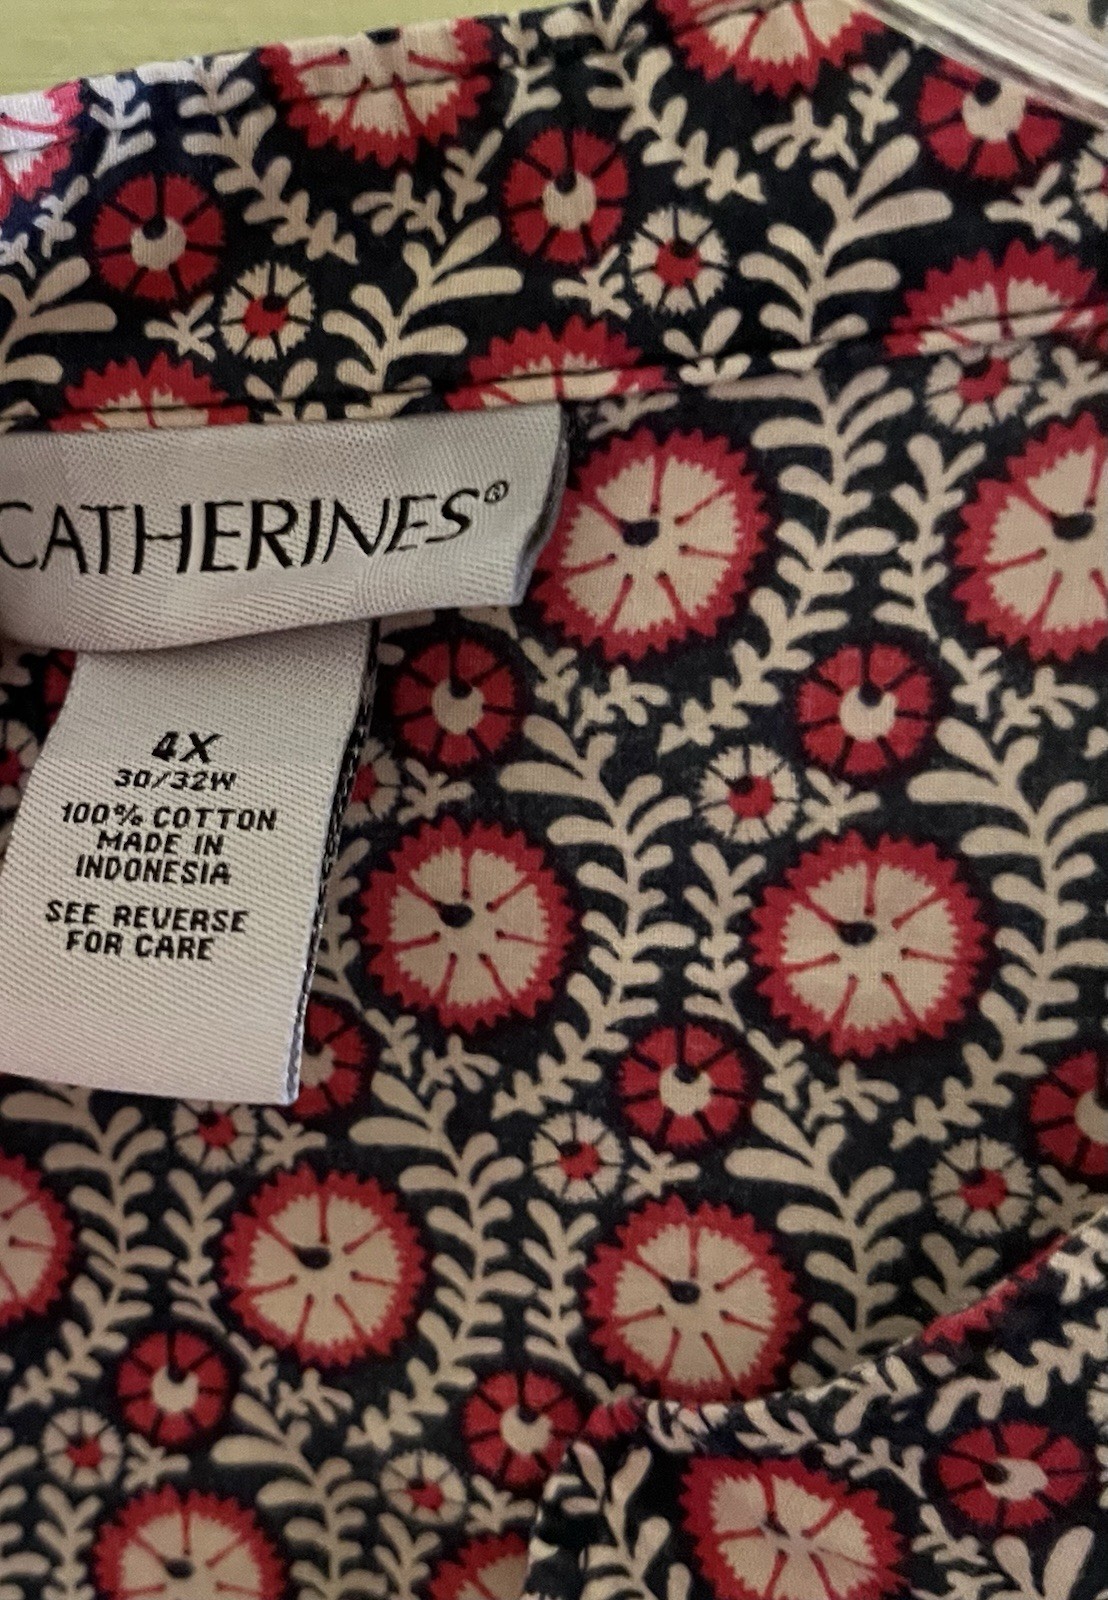 CATHERINES®
4X
30/32W
100% COTTON
MADE IN
INDONESIA
SEE REVERSE
FOR CARE